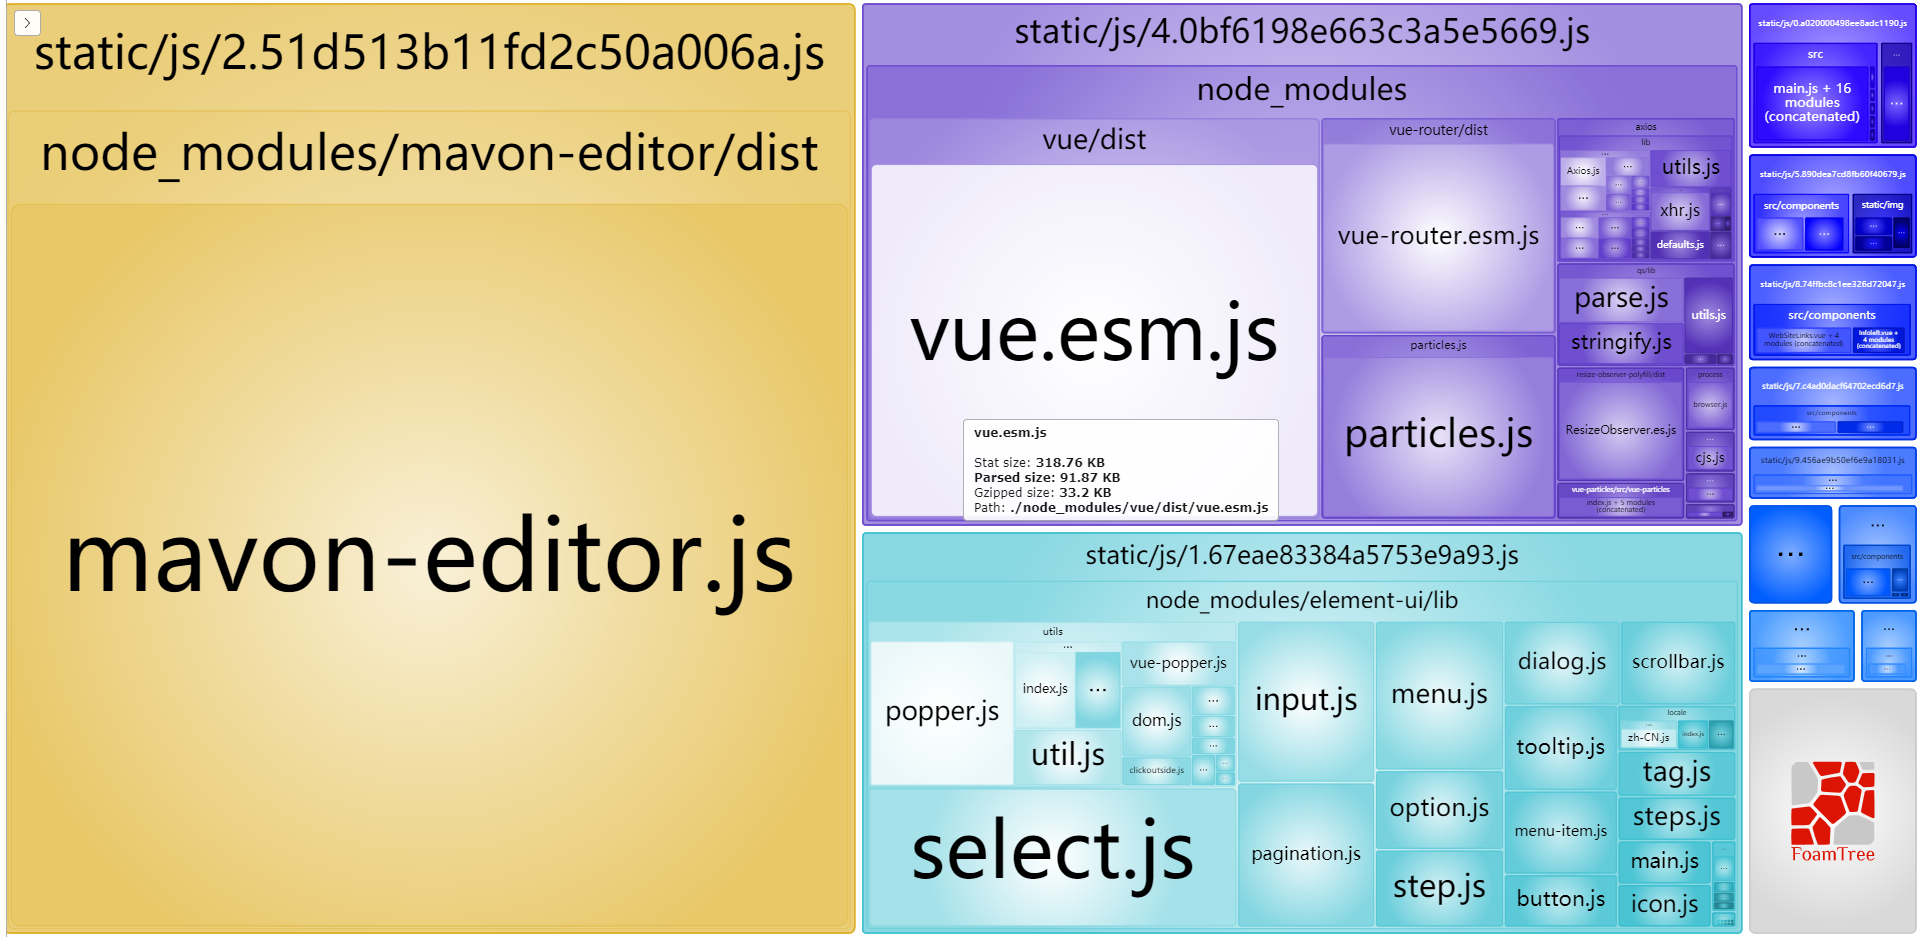 static/js/2.51d513b11fd2c50a006a.js
node_modules/mavon-editor/dist
mavon-editor.js
static/js/4.0bf6198e663c3a5e5669.js
node_modules
vue/dist
vue.esm.js
vue.esm.js
Stat size: 318.76 KB
Parsed size: 91.87 KB
Gzipped size: 33.2 KB
Path: ./node_modules/vue/dist/vue.esm.js
vue-router/dist
vue-router.esm.js
particles.js
particles.js
axios
lib
...
Axios.js
...
...
...
utils.js
xhr.js
defaults.js
...
qs/lib
parse.js
stringify.js
utils.js
resize-observer-polyfill/dist
ResizeObserver.es.js
process
browser.js
...
cjs.js
vue-particles/src/vue-particles
index.js + 5 modules
(concatenated)
static/js/1.67eae83384a5753e9a93.js
node_modules/element-ui/lib
utils
popper.js
...
index.js
...
util.js
vue-popper.js
dom.js
...
...
...
clickoutside.js
...
select.js
input.js
pagination.js
menu.js
option.js
step.js
dialog.js
tooltip.js
menu-item.js
button.js
scrollbar.js
locale
...
zh-CN.js
index.js
...
tag.js
steps.js
main.js
icon.js
static/js/0.a020000498ee8adc1190.js
src
main.js + 16
modules
(concatenated)
...
...
static/js/5.890dea7cd8fb60f40679.js
src/components
...
...
static/img
...
...
...
static/js/8.74ffbc8c1ee326d72047.js
src/components
WebSiteLinks.vue + 4
modules (concatenated)
4 modules
(concatenated)
static/js/7.c4ad0dacf64702ecd6d7.js
src/components
...
...
static/js/9.456ae9b50ef6e9a18031.js
...
...
...
...
src/components
...
...
...
...
...
...
...
FoamTree